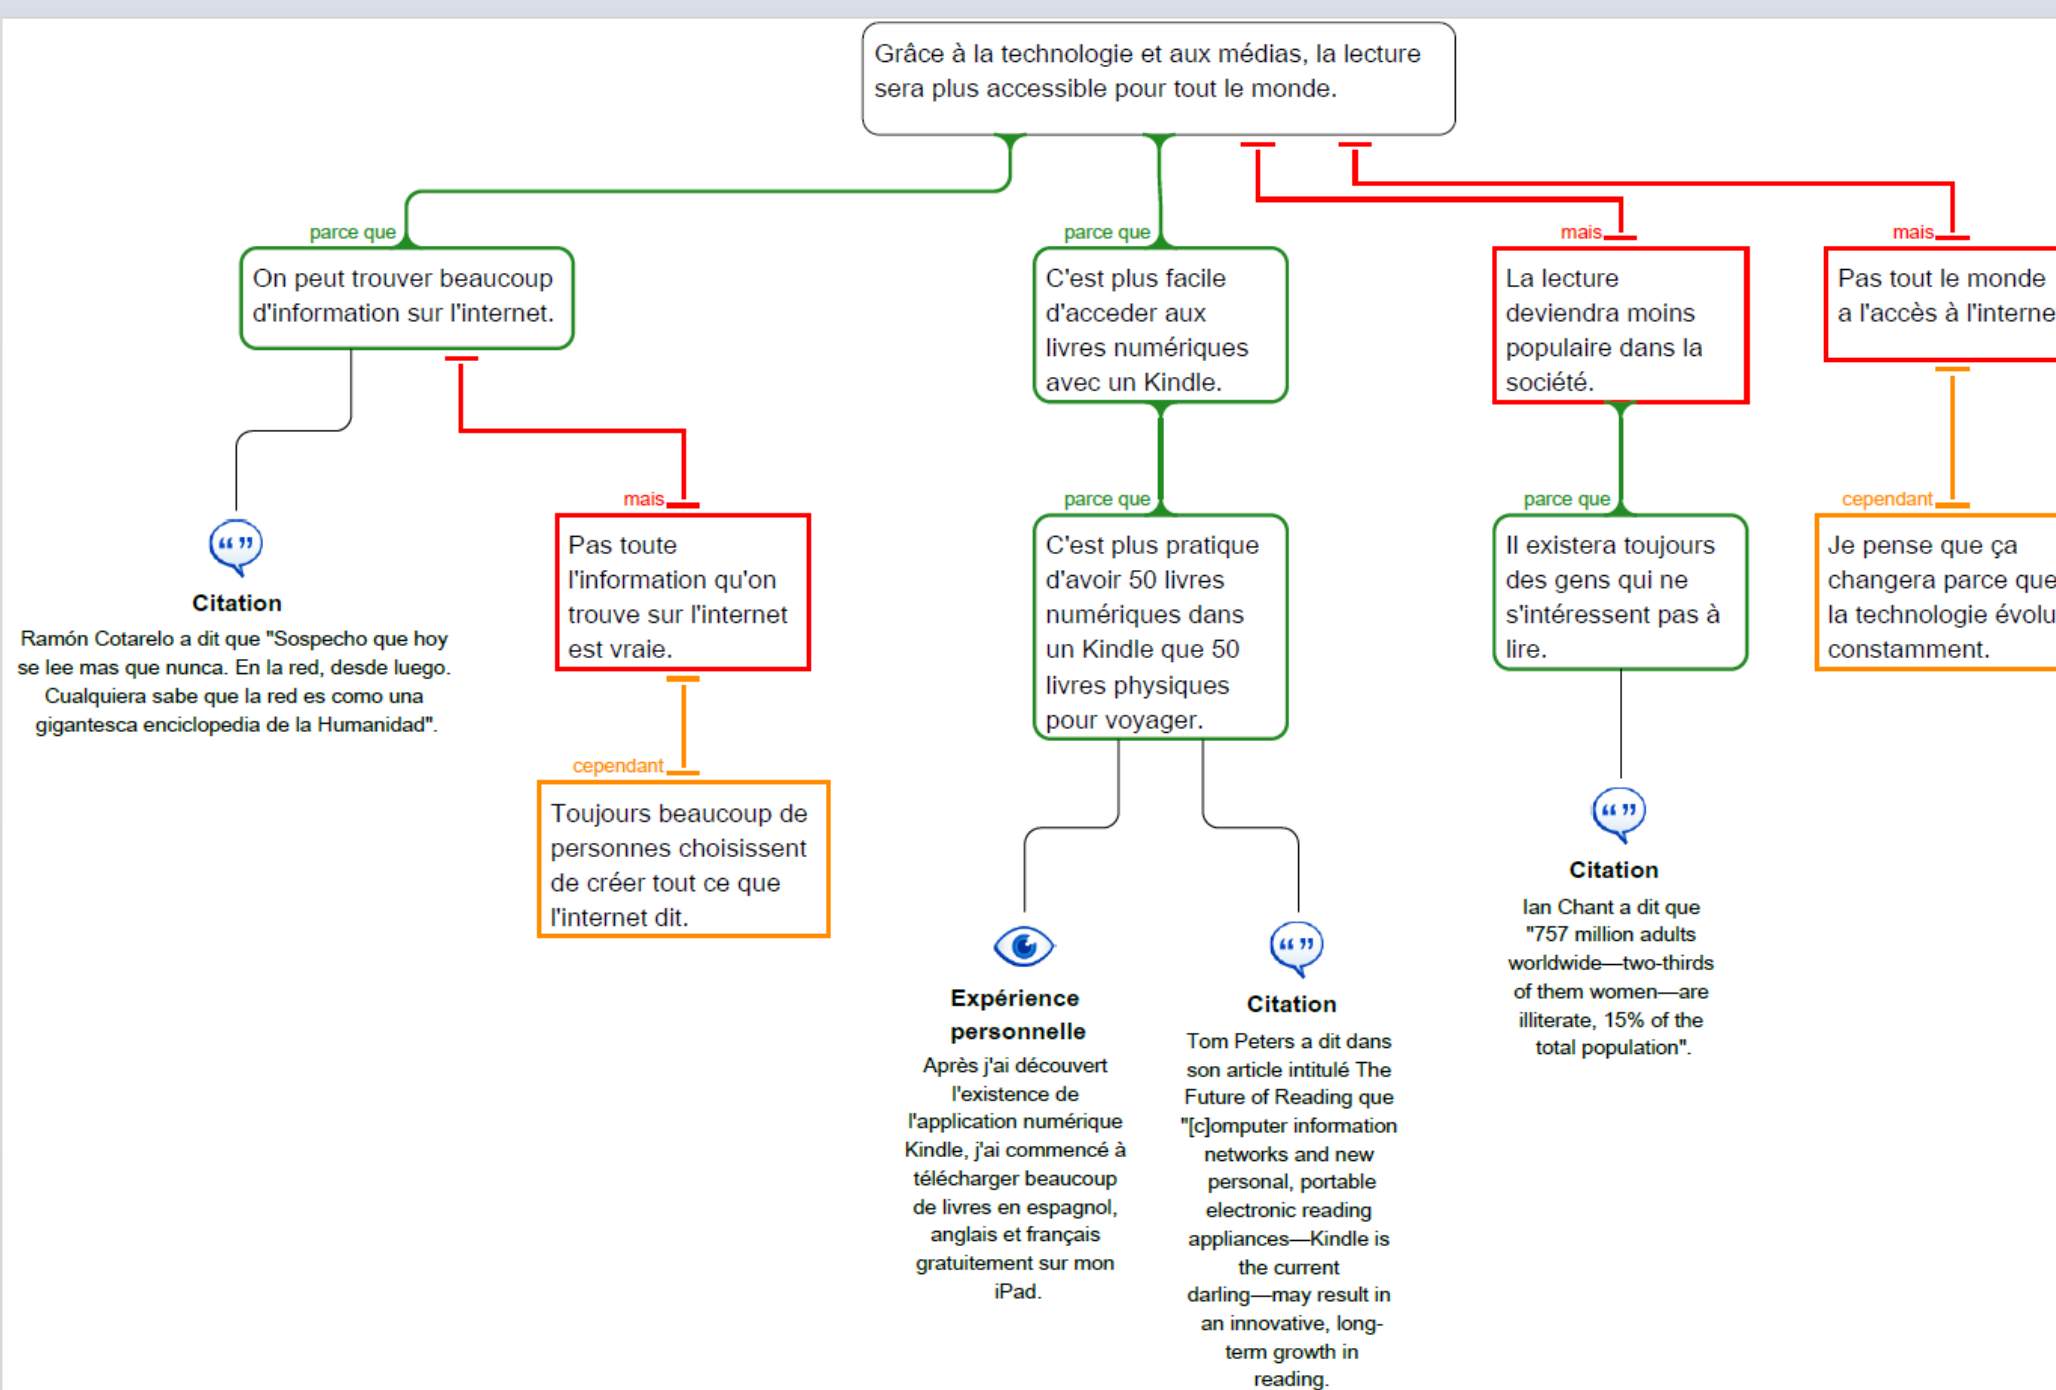 Grâce à la technologie et aux médias, la lecture
sera plus accessible pour tout le monde.
parce que
On peut trouver beaucoup
d'information sur l'internet.
Citation
Ramón Cotarelo a dit que "Sospecho que hoy
se lee mas que nunca. En la red, desde luego.
Cualquiera sabe que la red es como una
gigantesca enciclopedia de la Humanidad".
mais
Pas toute
l'information qu'on
trouve sur l'internet
est vraie.
cependant
Toujours beaucoup de
personnes choisissent
de créer tout ce que
l'internet dit.
parce que
C'est plus facile
d'acceder aux
livres numériques
avec un Kindle.
parce que
C'est plus pratique
d'avoir 50 livres
numériques dans
un Kindle que 50
livres physiques
pour voyager.
Expérience
personnelle
Après j'ai découvert
l'existence de
l'application numérique
Kindle, j'ai commencé à
télécharger beaucoup
de livres en espagnol,
anglais et français
gratuitement sur mon
iPad.
Citation
Tom Peters a dit dans
son article intitulé The
Future of Reading que
"[c]omputer information
networks and new
personal, portable
electronic reading
appliances—Kindle is
the current
darling—may result in
an innovative, long-
term growth in
reading.
mais
La lecture
deviendra moins
populaire dans la
société.
parce que
Il existera toujours
des gens qui ne
s'intéressent pas à
lire.
Citation
Ian Chant a dit que
"757 million adults
worldwide—two-thirds
of them women—are
illiterate, 15% of the
total population".
mais
Pas tout le monde
a l'accès à l'interne
cependant
Je pense que ça
changera parce que
la technologie évolu
constamment.